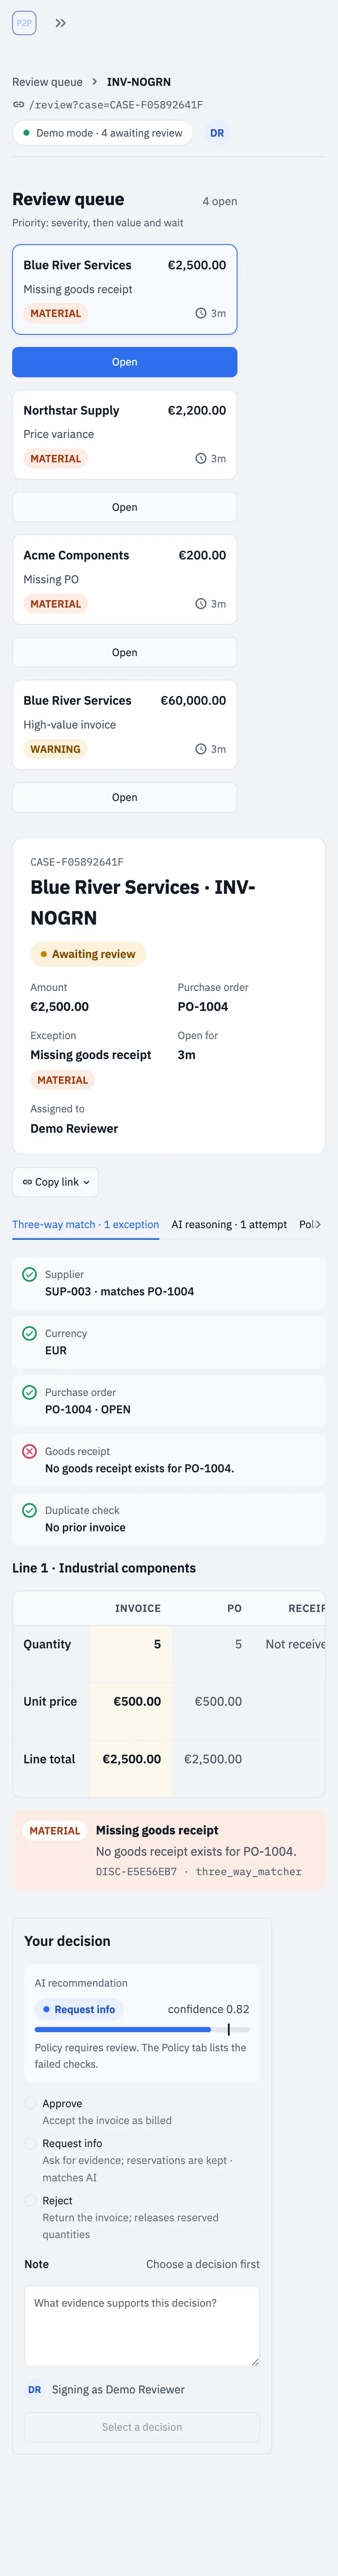 P2P
Review queue > INV-NOGRN
/review?case=CASE-F05892641F
Demo mode · 4 awaiting review DR
Review queue 4 open
Priority: severity, then value and wait
Blue River Services €2,500.00
Missing goods receipt
MATERIAL 3m
Open
Northstar Supply €2,200.00
Price variance
MATERIAL 3m
Open
Acme Components €200.00
Missing PO
MATERIAL 3m
Open
Blue River Services €60,000.00
High-value invoice
WARNING 3m
Open
CASE-F05892641F
Blue River Services · INV-
NOGRN
Awaiting review
Amount Purchase order
€2,500.00 PO-1004
Exception Open for
Missing goods receipt 3m
MATERIAL
Assigned to
Demo Reviewer
Copy link
Three-way match · 1 exception AI reasoning · 1 attempt Pol
Supplier
SUP-003 · matches PO-1004
Currency
EUR
Purchase order
PO-1004 · OPEN
Goods receipt
No goods receipt exists for PO-1004.
Duplicate check
No prior invoice
Line 1 · Industrial components
INVOICE PO RECEIP
Quantity 5 5 Not receive
Unit price €500.00 €500.00
Line total €2,500.00 €2,500.00
MATERIAL Missing goods receipt
No goods receipt exists for PO-1004.
DISC-E5E56EB7 · three_way_matcher
Your decision
AI recommendation
Request info confidence 0.82
Policy requires review. The Policy tab lists the
failed checks.
Approve
Accept the invoice as billed
Request info
Ask for evidence; reservations are kept ·
matches AI
Reject
Return the invoice; releases reserved
quantities
Note Choose a decision first
What evidence supports this decision?
DR Signing as Demo Reviewer
Select a decision